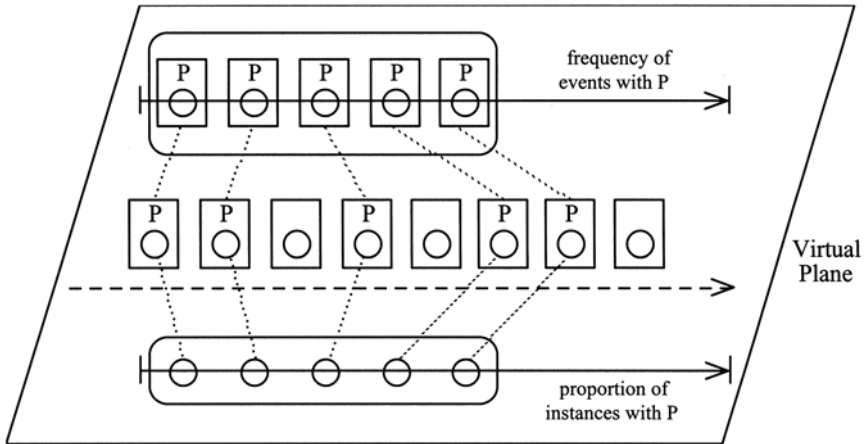 P P P P P
frequency of
events with P
P P P P P
Virtual
Plane
proportion of
instances with P